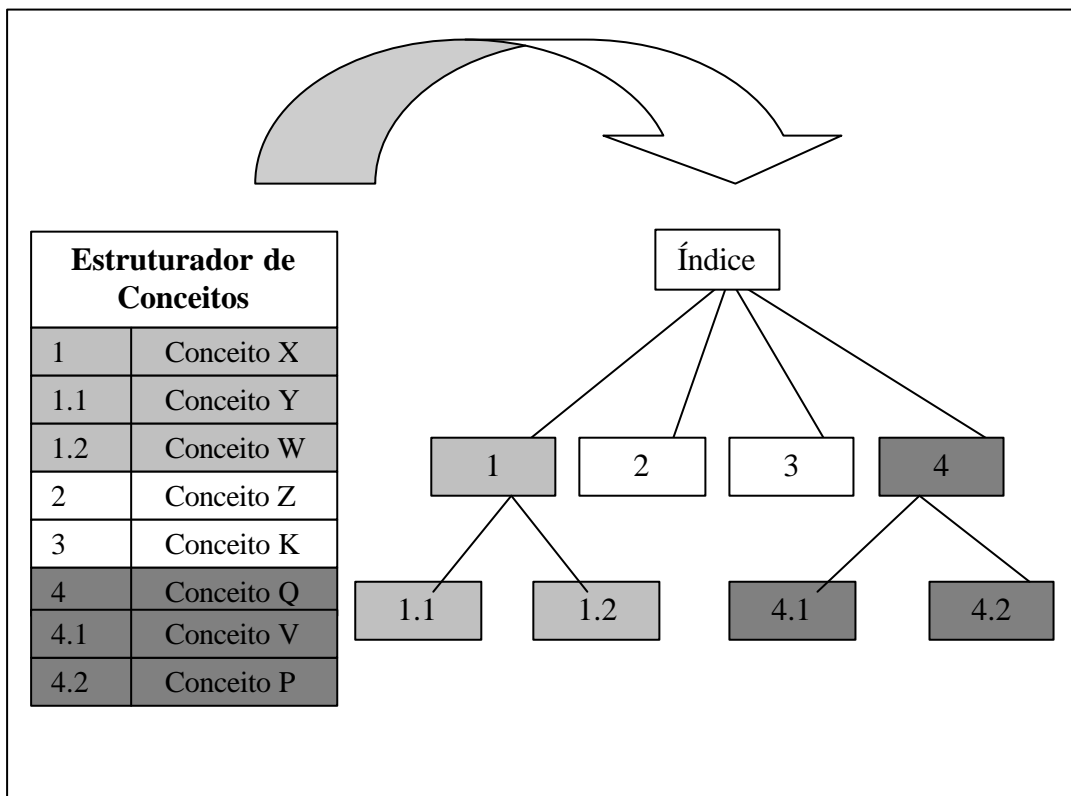 Estruturador de
Conceitos
1 Conceito X
1.1 Conceito Y
1.2 Conceito W
2 Conceito Z
3 Conceito K
4 Conceito Q
4.1 Conceito V
4.2 Conceito P
Índice
1 2 3 4
1.1 1.2 4.1 4.2